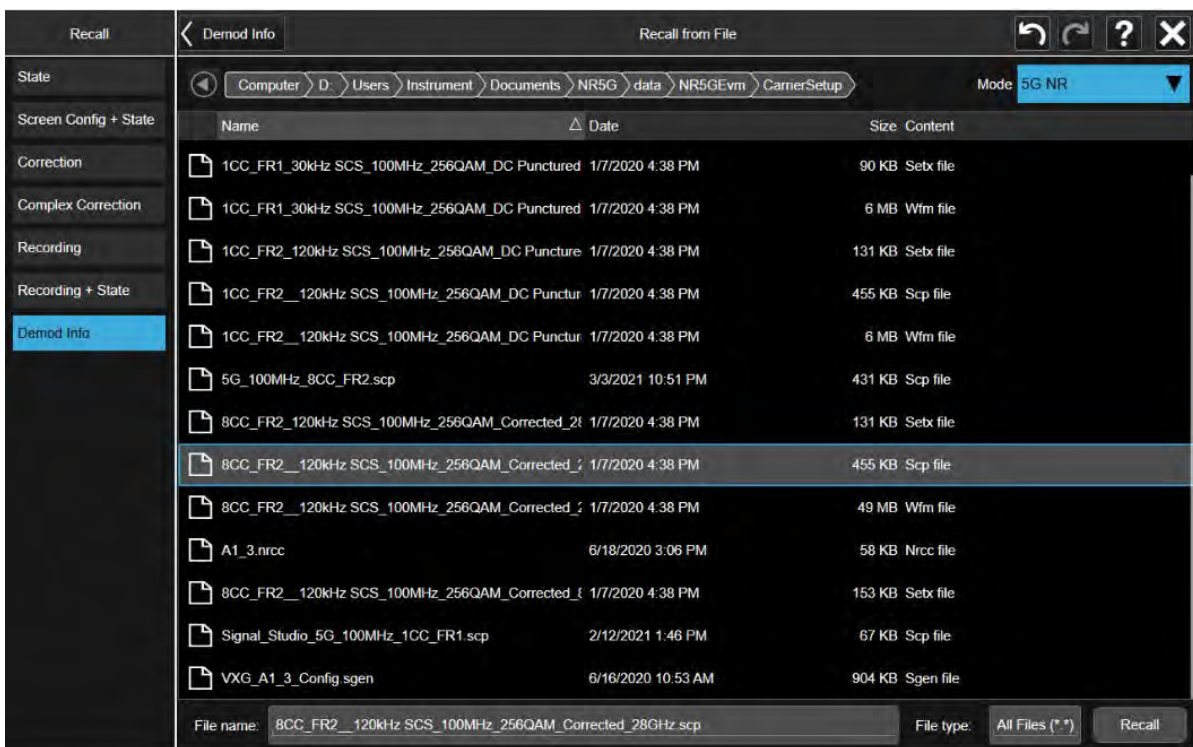 Recall
Demod Info
Recall from File
?
State
Screen Config + State
Correction
Complex Correction
Recording
Recording + State
Demod Info
Computer D: Users Instrument Documents NR5G data NR5GEvm CarrierSetup
Mode 5G NR
Name Date Size Content
1CC_FR1_30kHz SCS_100MHz_256QAM_DC Punctured 1/7/2020 4:38 PM 90 KB Setx file
1CC_FR1_30kHz SCS_100MHz_256QAM_DC Punctured 1/7/2020 4:38 PM 6 MB Wfm file
1CC_FR2_120kHz SCS_100MHz_256QAM_DC Puncture 1/7/2020 4:38 PM 131 KB Setx file
1CC_FR2__120kHz SCS_100MHz_256QAM_DC Punctur 1/7/2020 4:38 PM 455 KB Scp file
1CC_FR2__120kHz SCS_100MHz_256QAM_DC Punctur 1/7/2020 4:38 PM 6 MB Wfm file
5G_100MHz_8CC_FR2.scp 3/3/2021 10:51 PM 431 KB Scp file
8CC_FR2_120kHz SCS_100MHz_256QAM_Corrected_28 1/7/2020 4:38 PM 131 KB Setx file
8CC_FR2__120kHz SCS_100MHz_256QAM_Corrected_2 1/7/2020 4:38 PM 455 KB Scp file
8CC_FR2__120kHz SCS_100MHz_256QAM_Corrected_2 1/7/2020 4:38 PM 49 MB Wfm file
A1_3.nrcc 6/18/2020 3:06 PM 58 KB Nrcc file
8CC_FR2__120kHz SCS_100MHz_256QAM_Corrected_ 1/7/2020 4:38 PM 153 KB Setx file
Signal_Studio_5G_100MHz_1CC_FR1.scp 2/12/2021 1:46 PM 67 KB Scp file
VXG_A1_3_Config.sgen 6/16/2020 10:53 AM 904 KB Sgen file
File name: 8CC_FR2__120kHz SCS_100MHz_256QAM_Corrected_28GHz.scp File type: All Files (*.*) Recall